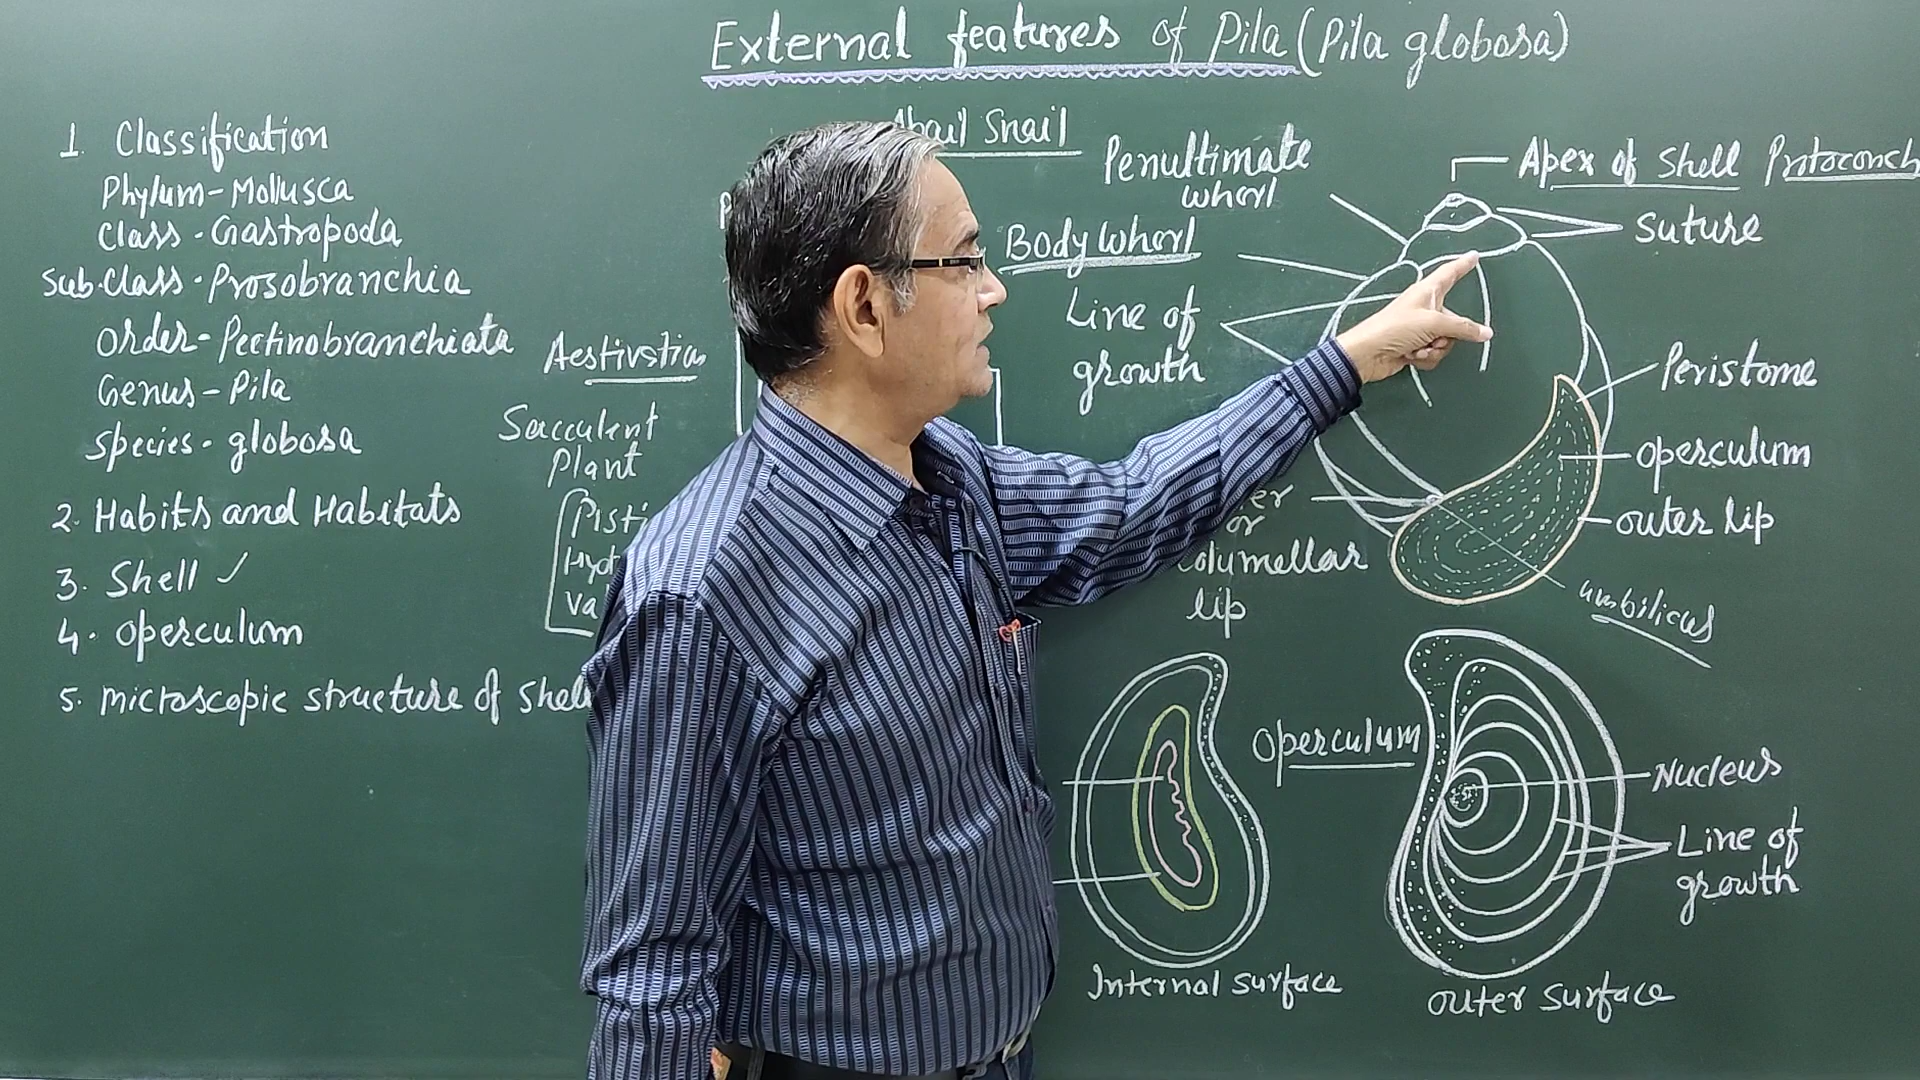 External features of Pila (Pila globosa)
Snail
1. Classification
Phylum - Mollusca
Class - Gastropoda
Sub-Class - Prosobranchia
Order - Pectinobranchiata
Genus - Pila
Species - globosa
2. Habits and Habitats
3. Shell ✓
4. Operculum
5. Microscopic structure of Shell
Aestivstion
Succulent
Plant
Penultimate
whorl
Body whorl
Line of
growth
Apex of Shell Protoconch
Suture
Peristome
Operculum
Outer lip
Umbilicus
or
lip
Operculum
Nucleus
Line of
growth
Internal surface
Outer surface